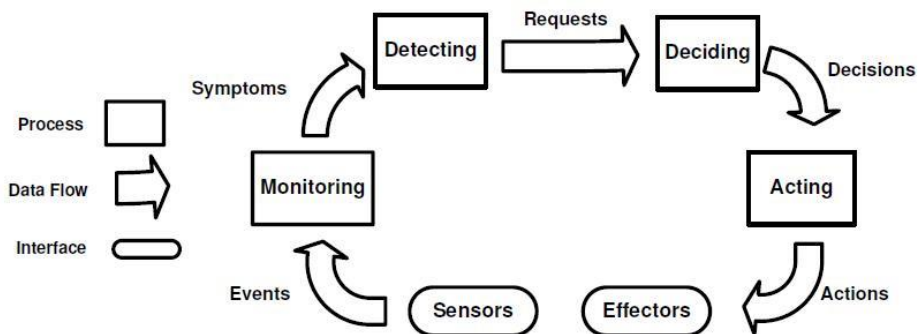 Requests
Detecting
Deciding
Symptoms
Decisions
Process
Monitoring
Acting
Data Flow
Interface
Events
Sensors
Effectors
Actions